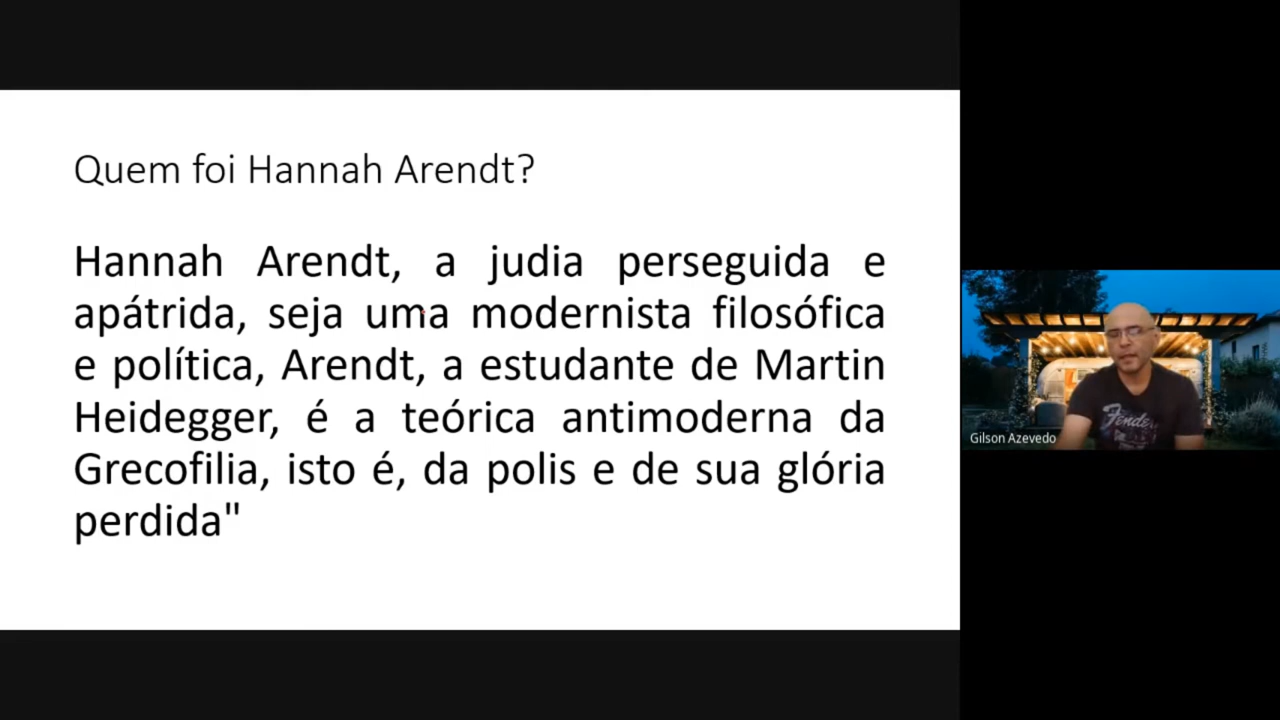 Quem foi Hannah Arendt?
Hannah Arendt, a judia perseguida e
apátrida, seja uma modernista filosófica
e política, Arendt, a estudante de Martin
Heidegger, é a teórica antimoderna da
Grecofilia, isto é, da polis e de sua glória
perdida"
Fender
Gilson Azevedo